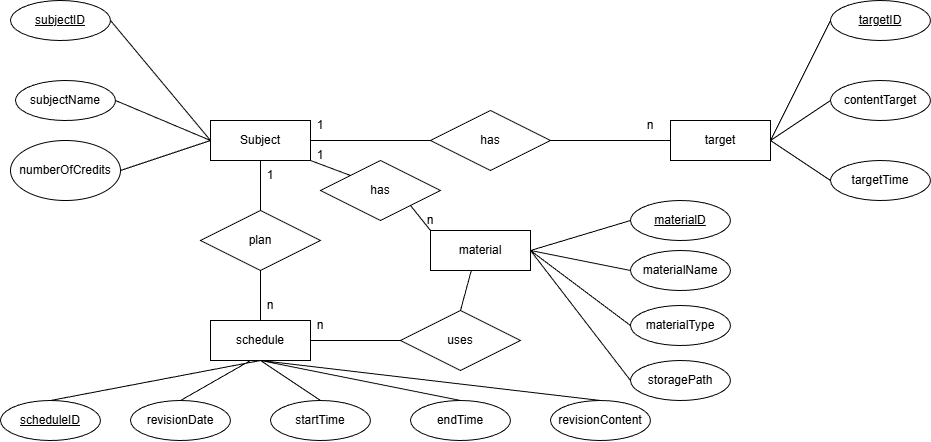 subjectID
targetID
subjectName
contentTarget
1
n
Subject
has
target
numberOfCredits
1
1
has
targetTime
n
materialD
plan
material
materialName
n
n
materialType
schedule
uses
storagePath
scheduleID
revisionDate
startTime
endTime
revisionContent